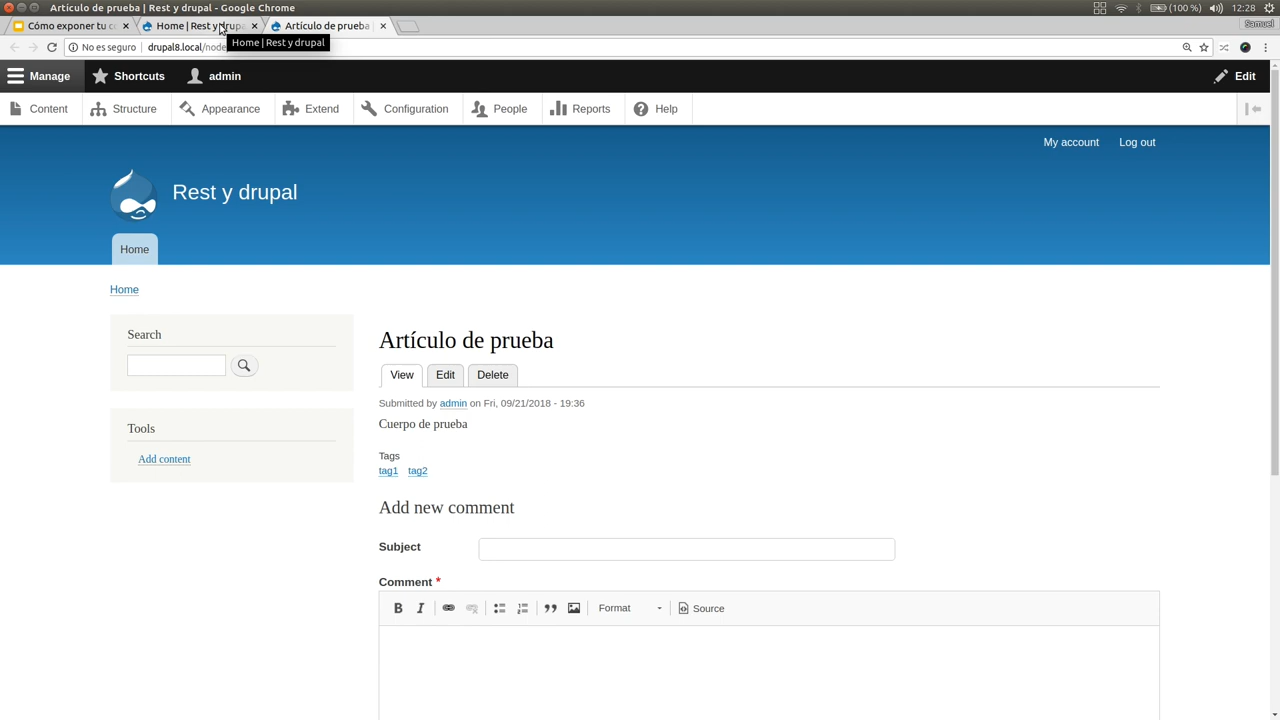 Artículo de prueba | Rest y drupal - Google Chrome
(100 %) 12:28
Cómo exponer tu c
Home | Rest y drupa
Artículo de prueba
Samuel
No es seguro drupal8.local/node
Home | Rest y drupal
Manage Shortcuts admin Edit
Content Structure Appearance Extend Configuration People Reports Help
My account Log out
Rest y drupal
Home
Home
Search
Tools
Add content
Artículo de prueba
View Edit Delete
Submitted by admin on Fri, 09/21/2018 - 19:36
Cuerpo de prueba
Tags
tag1 tag2
Add new comment
Subject
Comment *
B I Format Source